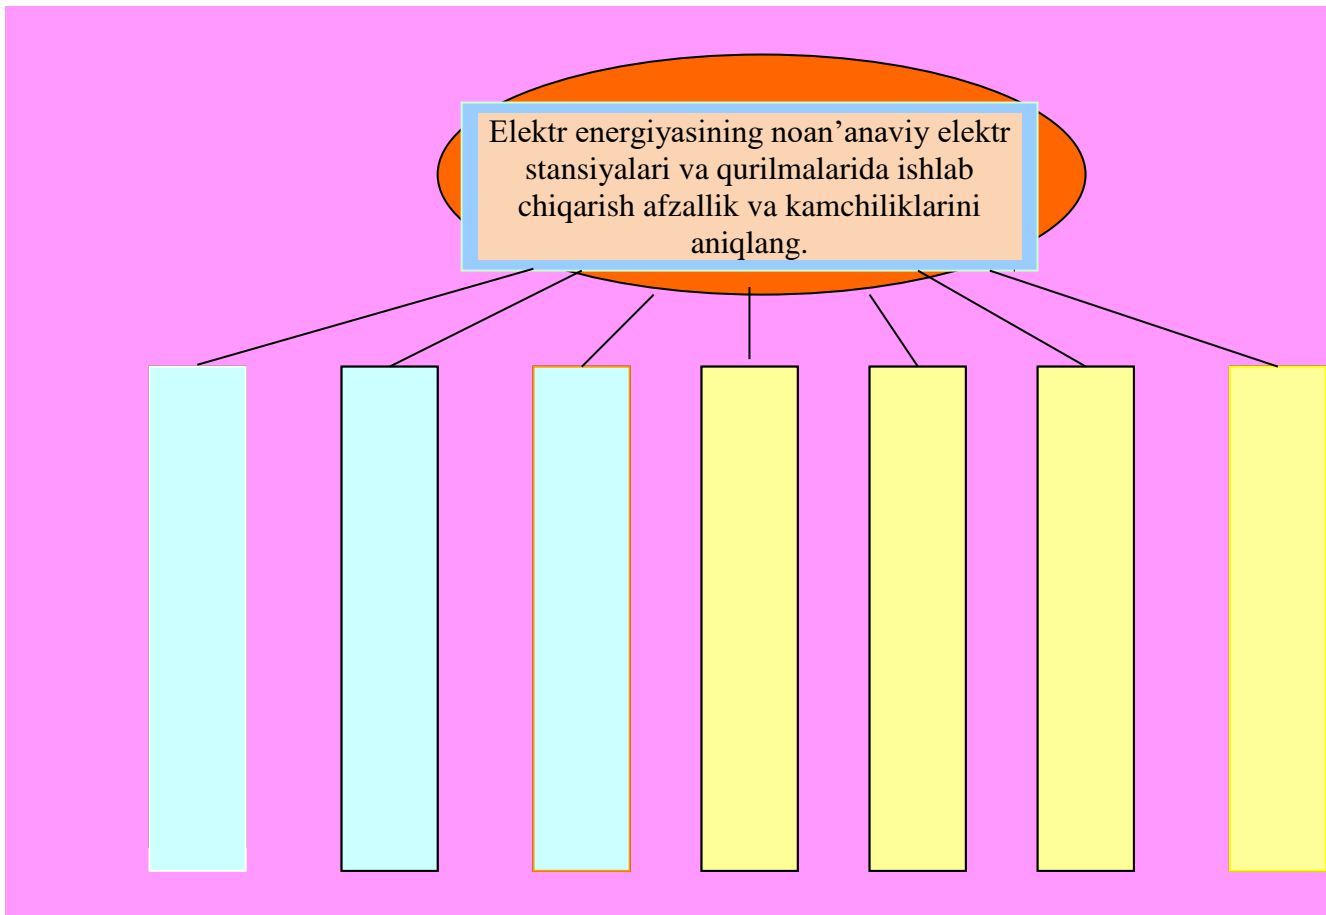 Elektr energiyasining noan’anaviy elektr
stansiyalari va qurilmalarida ishlab
chiqarish afzallik va kamchiliklarini
aniqlang.